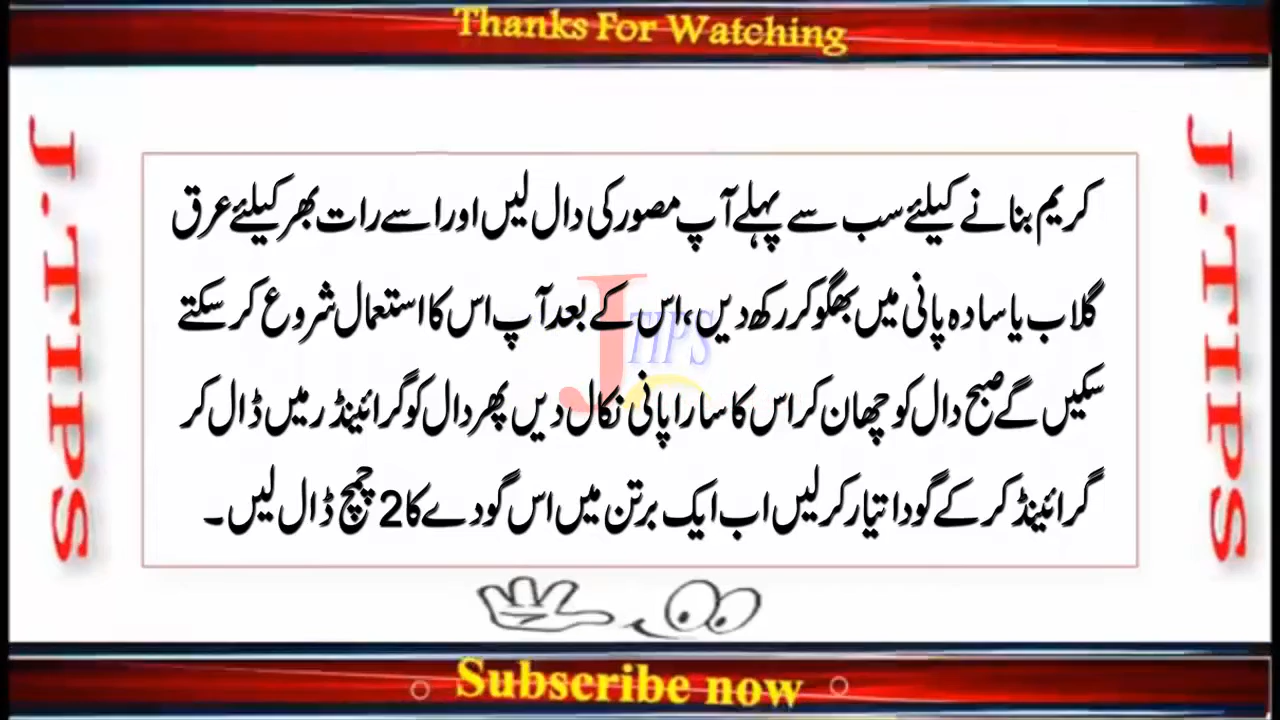 Thanks For Watching
J.TIPS
J.TIPS
کریم بنانے کیلئے سب سے پہلے آپ مصور کی دال لیں اور اسے رات بھر کیلئے عرق
گلاب یا سادہ پانی میں بھگو کر رکھ دیں، اس کے بعد آپ اس کا استعمال شروع کر سکتے
سکیں گے صبح دال کو چھان کر اس کا سارا پانی نکال دیں پھر دال کو گرائینڈر میں ڈال کر
گرائینڈ کر کے گودا تیار کر لیں اب ایک برتن میں اس گودے کا 2 چمچ ڈال لیں۔
J TIPS
Subscribe now